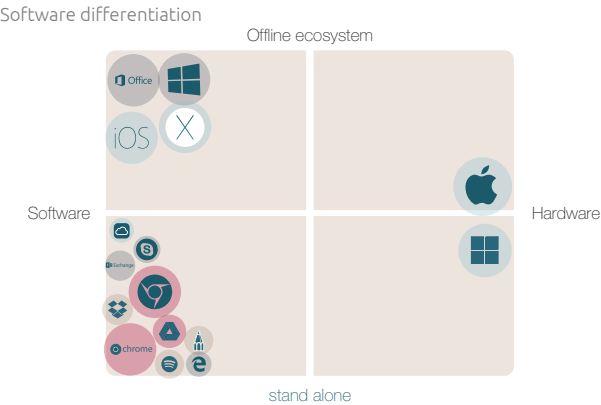 Software differentiation
Offline ecosystem
Office
iOS
X
Software
Hardware
Exchange
chrome
stand alone